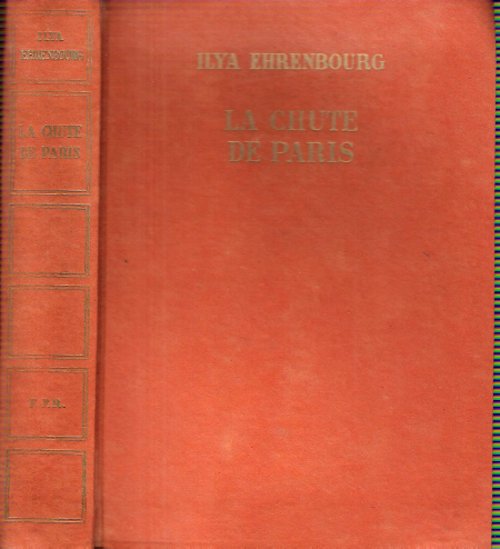 ILYA
EHRENBOURG
LA CHUTE
DE PARIS
F.F.R.
ILYA EHRENBOURG
LA CHUTE
DE PARIS